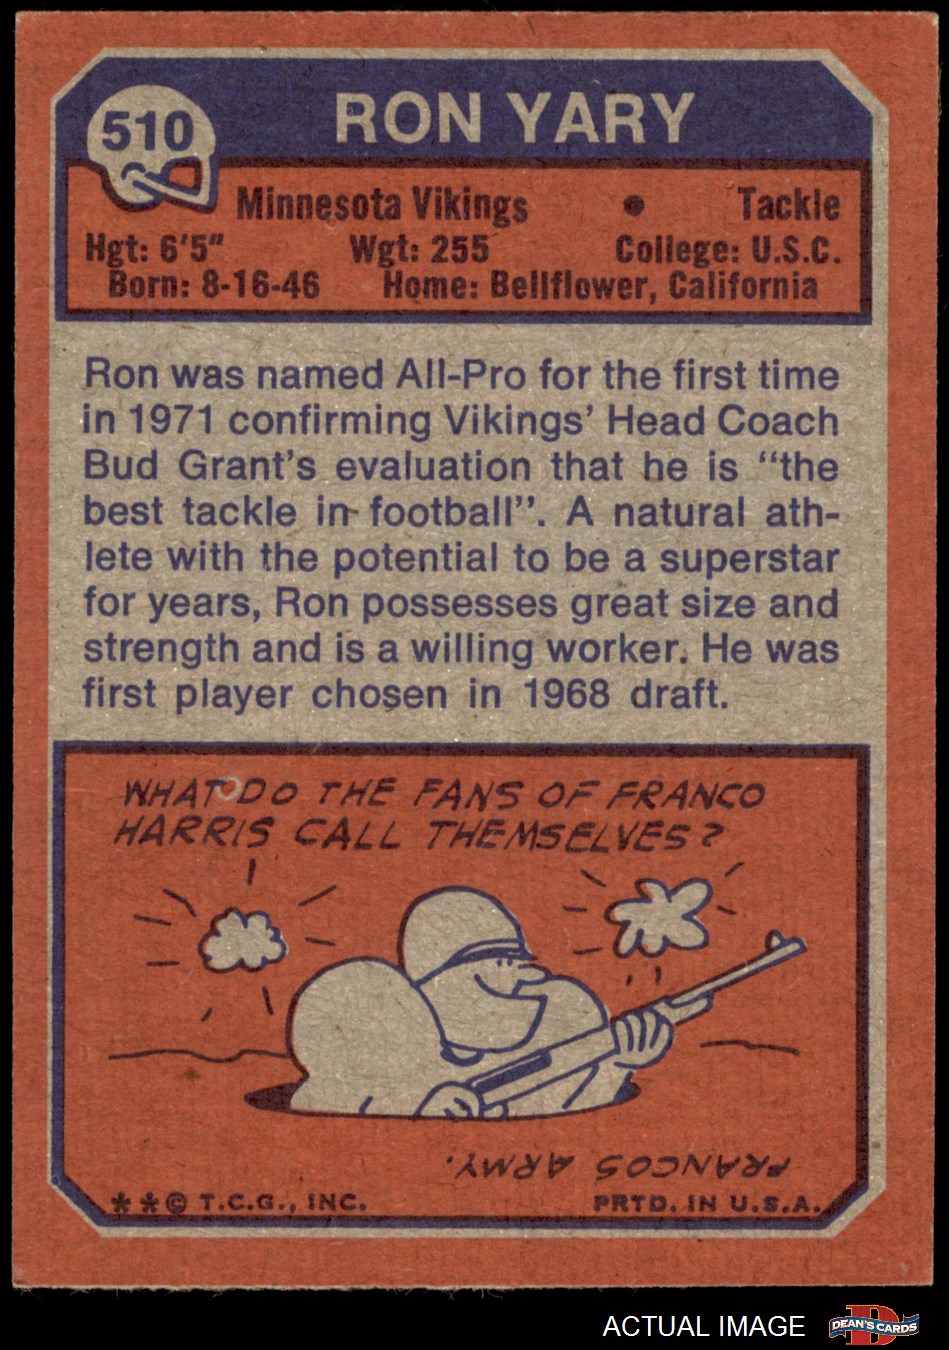 510
RON YARY
Minnesota Vikings • Tackle
Hgt: 6'5" Wgt: 255 College: U.S.C.
Born: 8-16-46 Home: Bellflower, California
Ron was named All-Pro for the first time
in 1971 confirming Vikings' Head Coach
Bud Grant's evaluation that he is "the
best tackle in football". A natural ath-
lete with the potential to be a superstar
for years, Ron possesses great size and
strength and is a willing worker. He was
first player chosen in 1968 draft.
WHAT DO THE FANS OF FRANCO
HARRIS CALL THEMSELVES?
FRANCOS ARMY.
**© T.C.G., INC. PRTD. IN U.S.A.
ACTUAL IMAGE
D
DEAN'S CARDS